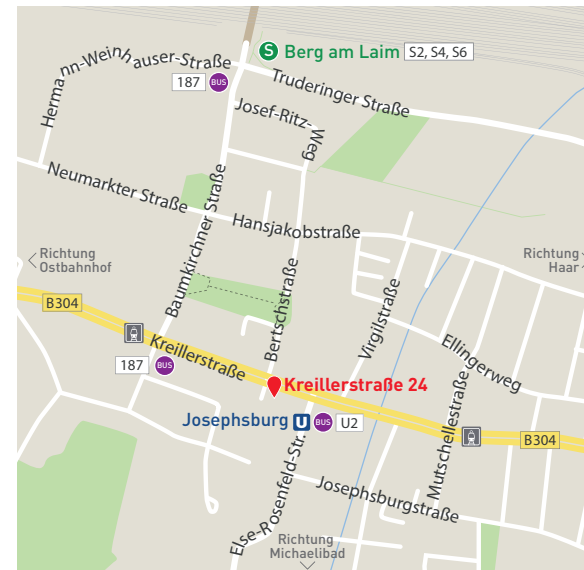 S Berg am Laim S2, S4, S6
Hermann-Weinhauser-Straße
187 BUS
Truderinger Straße
Josef-Ritz-Weg
Neumarkter Straße
Hansjakobstraße
Baumkirchner Straße
Richtung
Ostbahnhof
Richtung
Haar
B304
Bertschstraße
Virgilstraße
Ellingerweg
Kreillerstraße
187 BUS
Kreillerstraße 24
Mutschellestraße
Josephsburg U BUS U2
B304
Else-Rosenfeld-Str.
Josephsburgstraße
Richtung
Michaelibad